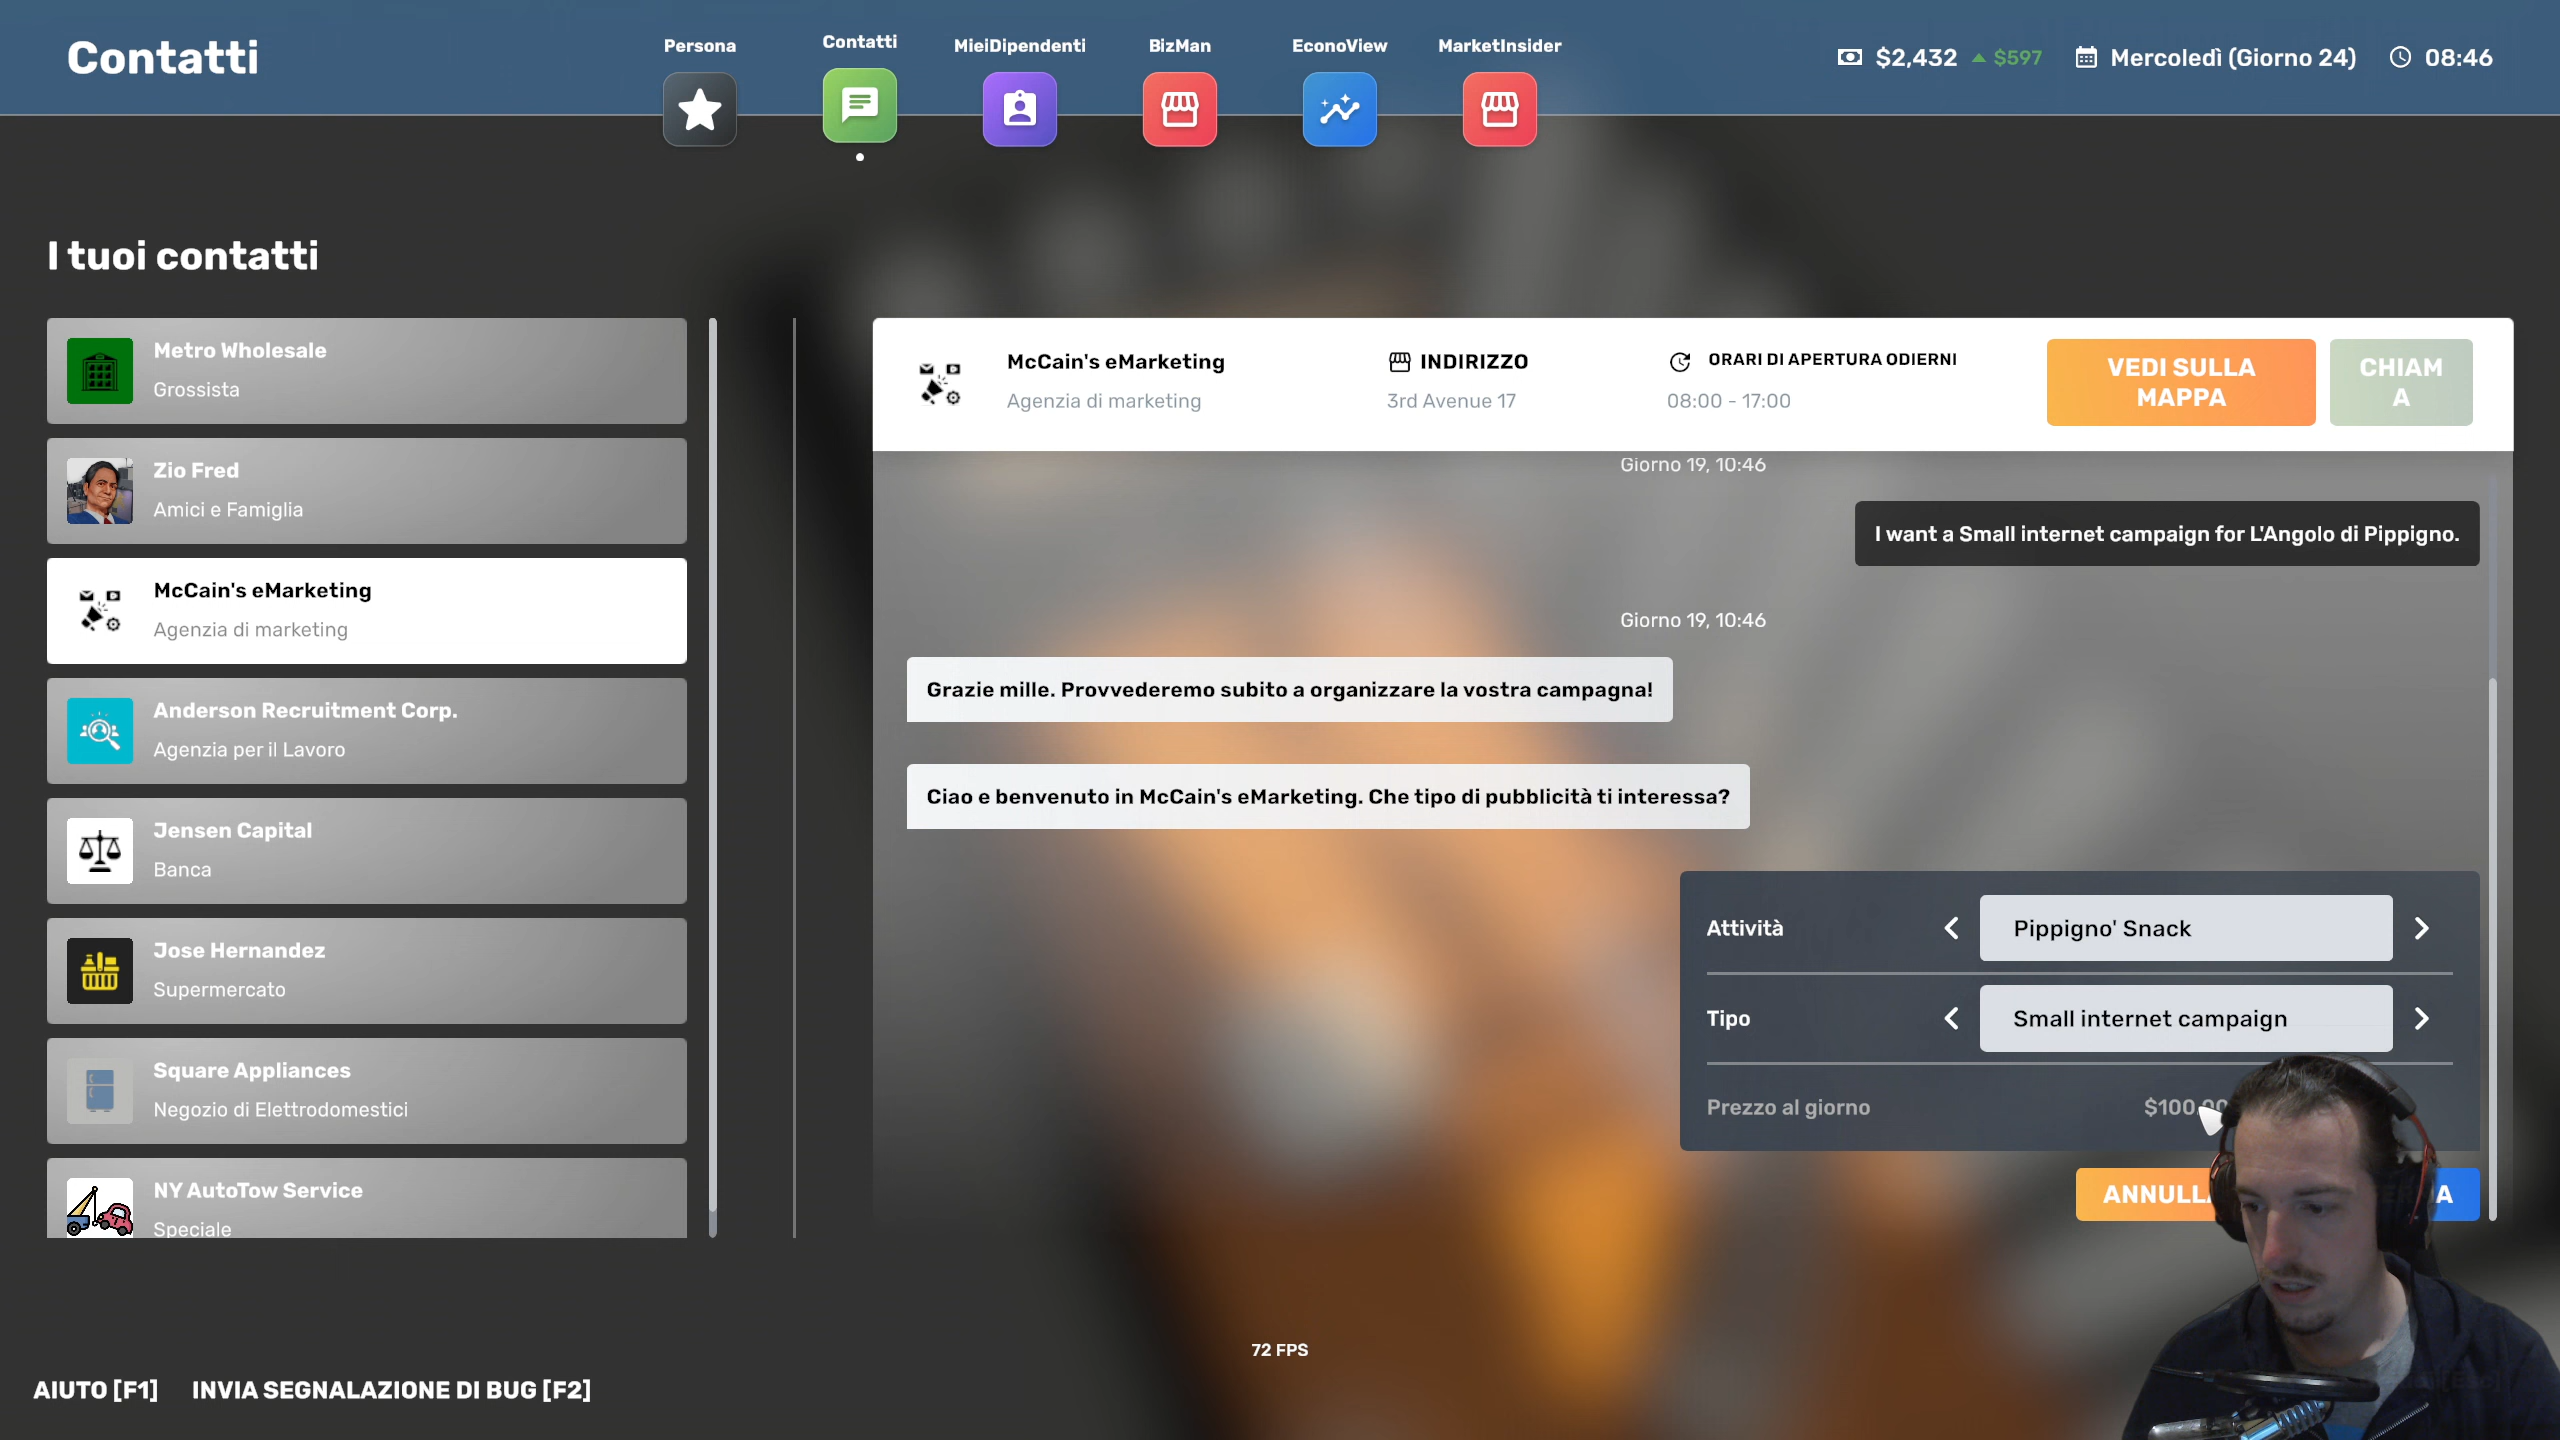 Contatti
Persona
Contatti
MieiDipendenti
BizMan
EconoView
MarketInsider
$2,432
$597
Mercoledì (Giorno 24)
08:46
I tuoi contatti
Metro Wholesale
Grossista
Zio Fred
Amici e Famiglia
McCain's eMarketing
Agenzia di marketing
Anderson Recruitment Corp.
Agenzia per il Lavoro
Jensen Capital
Banca
Jose Hernandez
Supermercato
Square Appliances
Negozio di Elettrodomestici
NY AutoTow Service
Speciale
McCain's eMarketing
Agenzia di marketing
INDIRIZZO
3rd Avenue 17
ORARI DI APERTURA ODIERNI
08:00 - 17:00
VEDI SULLA
MAPPA
CHIAM
A
Giorno 19, 10:46
I want a Small internet campaign for L'Angolo di Pippigno.
Giorno 19, 10:46
Grazie mille. Provvederemo subito a organizzare la vostra campagna!
Ciao e benvenuto in McCain's eMarketing. Che tipo di pubblicità ti interessa?
Attività
Pippigno' Snack
Tipo
Small internet campaign
Prezzo al giorno
$100.00
ANNULLA
72 FPS
AIUTO [F1]
INVIA SEGNALAZIONE DI BUG [F2]